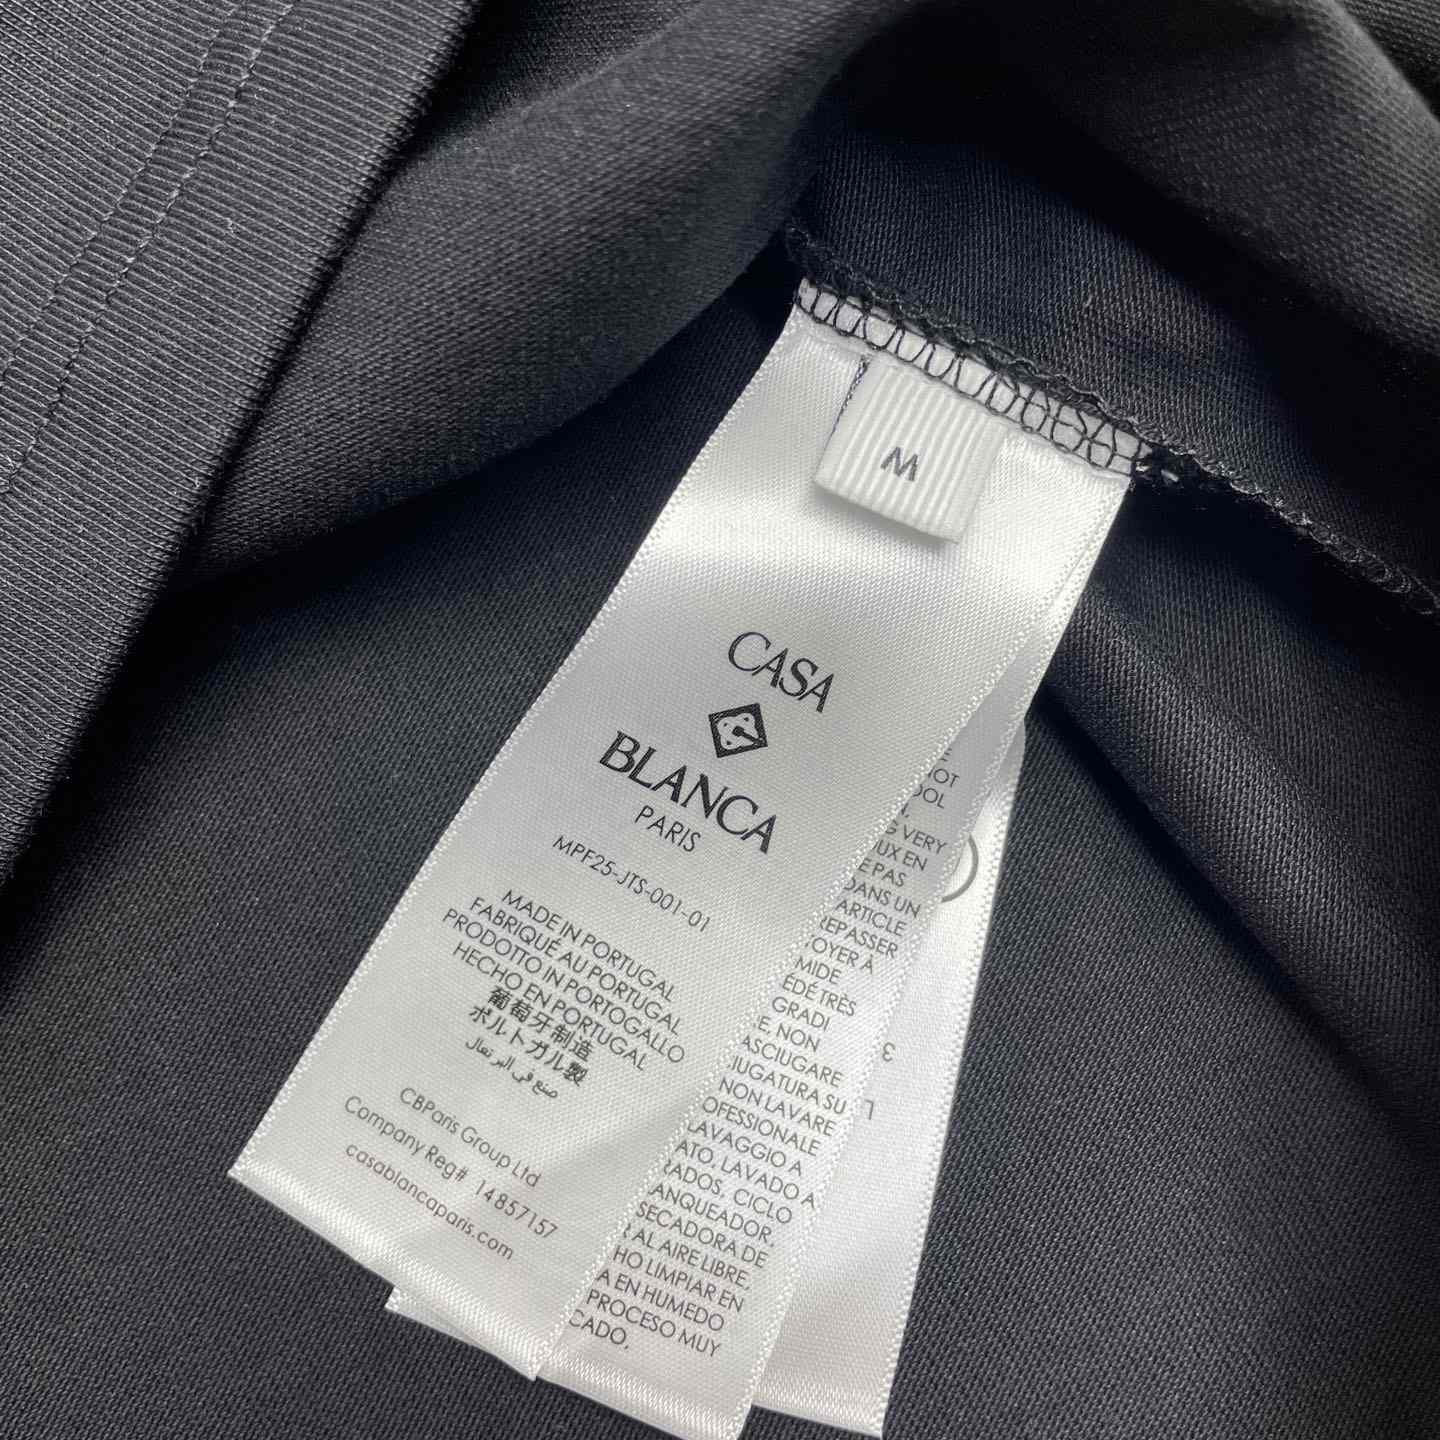 M
CASA
BLANCA
PARIS
MPF25-JTS-001-01
MADE IN PORTUGAL
FABRIQUÉ AU PORTUGAL
PRODOTTO IN PORTOGALLO
HECHO EN PORTUGAL
葡萄牙制造
ポルトガル製
صنع في البرتغال
CBParis Group Ltd
Company Reg# 14857157
casablancaparis.com
OT
OOL
G VERY
UX EN
E PAS
DANS UN
ARTICLE
REPASSER
OYER À
MIDE
ÉDÉ TRÈS
GRADI
E, NON
ASCIUGARE
IUGATURA SU
NON LAVARE
OFESSIONALE
LAVAGGIO A
ATO, LAVADO A
RADOS, CICLO
ANQUEADOR,
SECADORA DE
R AL AIRE LIBRE,
HO LIMPIAR EN
A EN HUMEDO
PROCESO MUY
CADO,